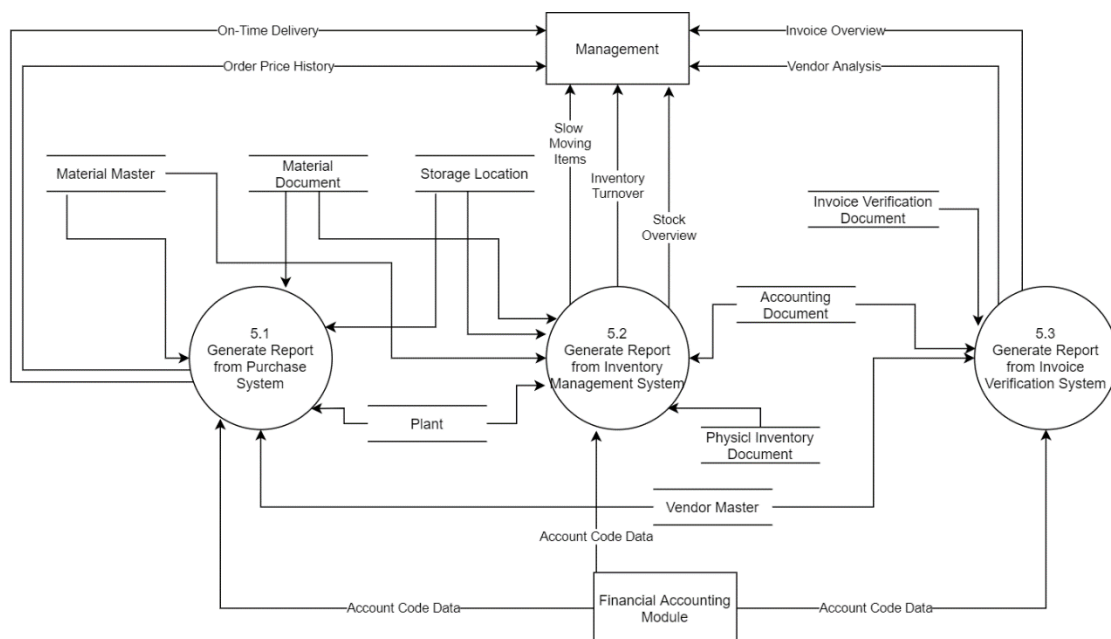 On-Time Delivery
Management
Invoice Overview
Order Price History
Vendor Analysis
Slow
Moving
Items
Inventory
Turnover
Stock
Overview
Material Master
Material
Document
Storage Location
Invoice Verification
Document
5.1
Generate Report
from Purchase
System
5.2
Generate Report
from Inventory
Management System
Accounting
Document
5.3
Generate Report
from Invoice
Verification System
Plant
Physicl Inventory
Document
Vendor Master
Account Code Data
Account Code Data
Financial Accounting
Module
Account Code Data